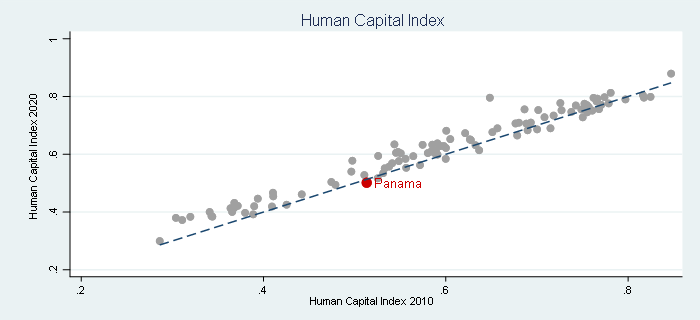 Human Capital Index
Human Capital Index 2020
1
.8
.6
.4
.2
Panama
.2
.4
.6
.8
Human Capital Index 2010